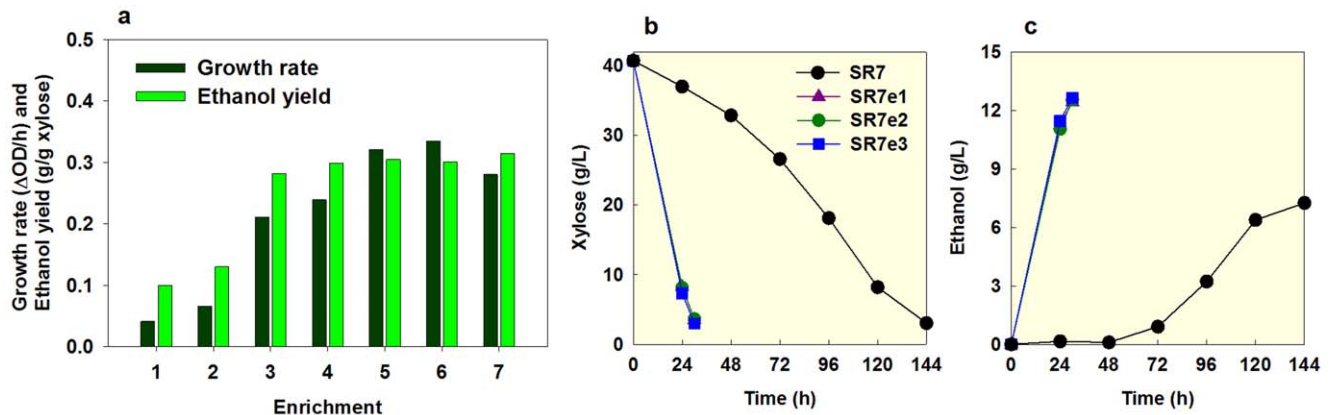 a
Growth rate (ΔOD/h) and
Ethanol yield (g/g xylose)
0.5
0.4
0.3
0.2
0.1
0.0
Growth rate
Ethanol yield
1 2 3 4 5 6 7
Enrichment
b
Xylose (g/L)
40
30
20
10
0
SR7
SR7e1
SR7e2
SR7e3
0 24 48 72 96 120 144
Time (h)
c
Ethanol (g/L)
15
12
9
6
3
0
0 24 48 72 96 120 144
Time (h)